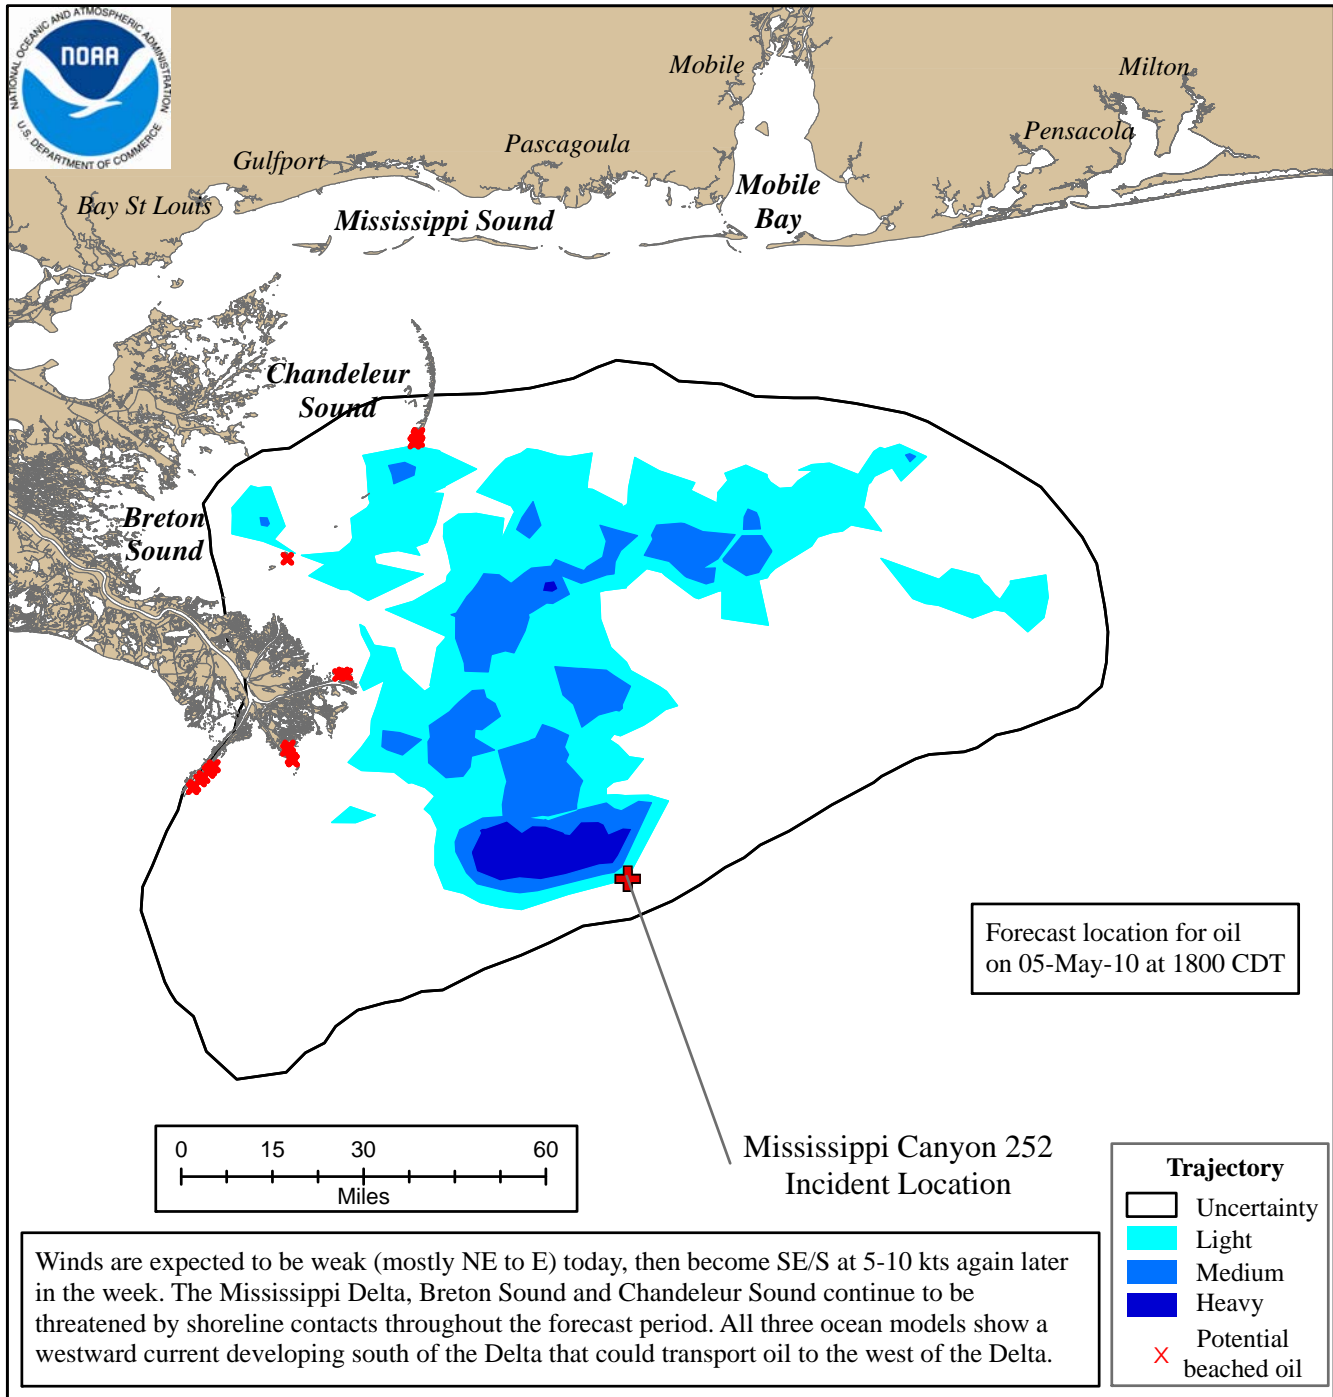 NATIONAL OCEANIC AND ATMOSPHERIC ADMINISTRATION
NOAA
U.S. DEPARTMENT OF COMMERCE
Mobile
Milton
Pensacola
Pascagoula
Gulfport
Mobile
Bay
Bay St Louis
Mississippi Sound
Chandeleur
Sound
Breton
Sound
Forecast location for oil
on 05-May-10 at 1800 CDT
0 15 30 60
Miles
Mississippi Canyon 252
Incident Location
Trajectory
Uncertainty
Light
Medium
Heavy
X Potential
beached oil
Winds are expected to be weak (mostly NE to E) today, then become SE/S at 5-10 kts again later
in the week. The Mississippi Delta, Breton Sound and Chandeleur Sound continue to be
threatened by shoreline contacts throughout the forecast period. All three ocean models show a
westward current developing south of the Delta that could transport oil to the west of the Delta.